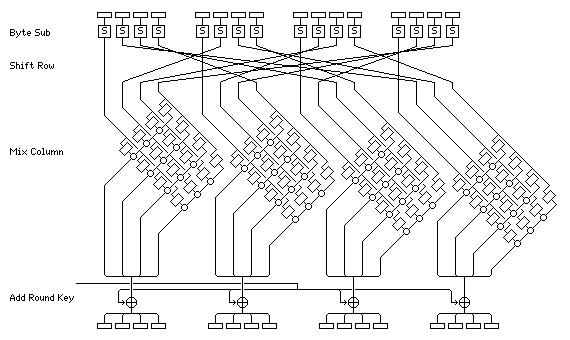 Byte Sub
S S S S S S S S S S S S S S S S
Shift Row
Mix Column
Add Round Key